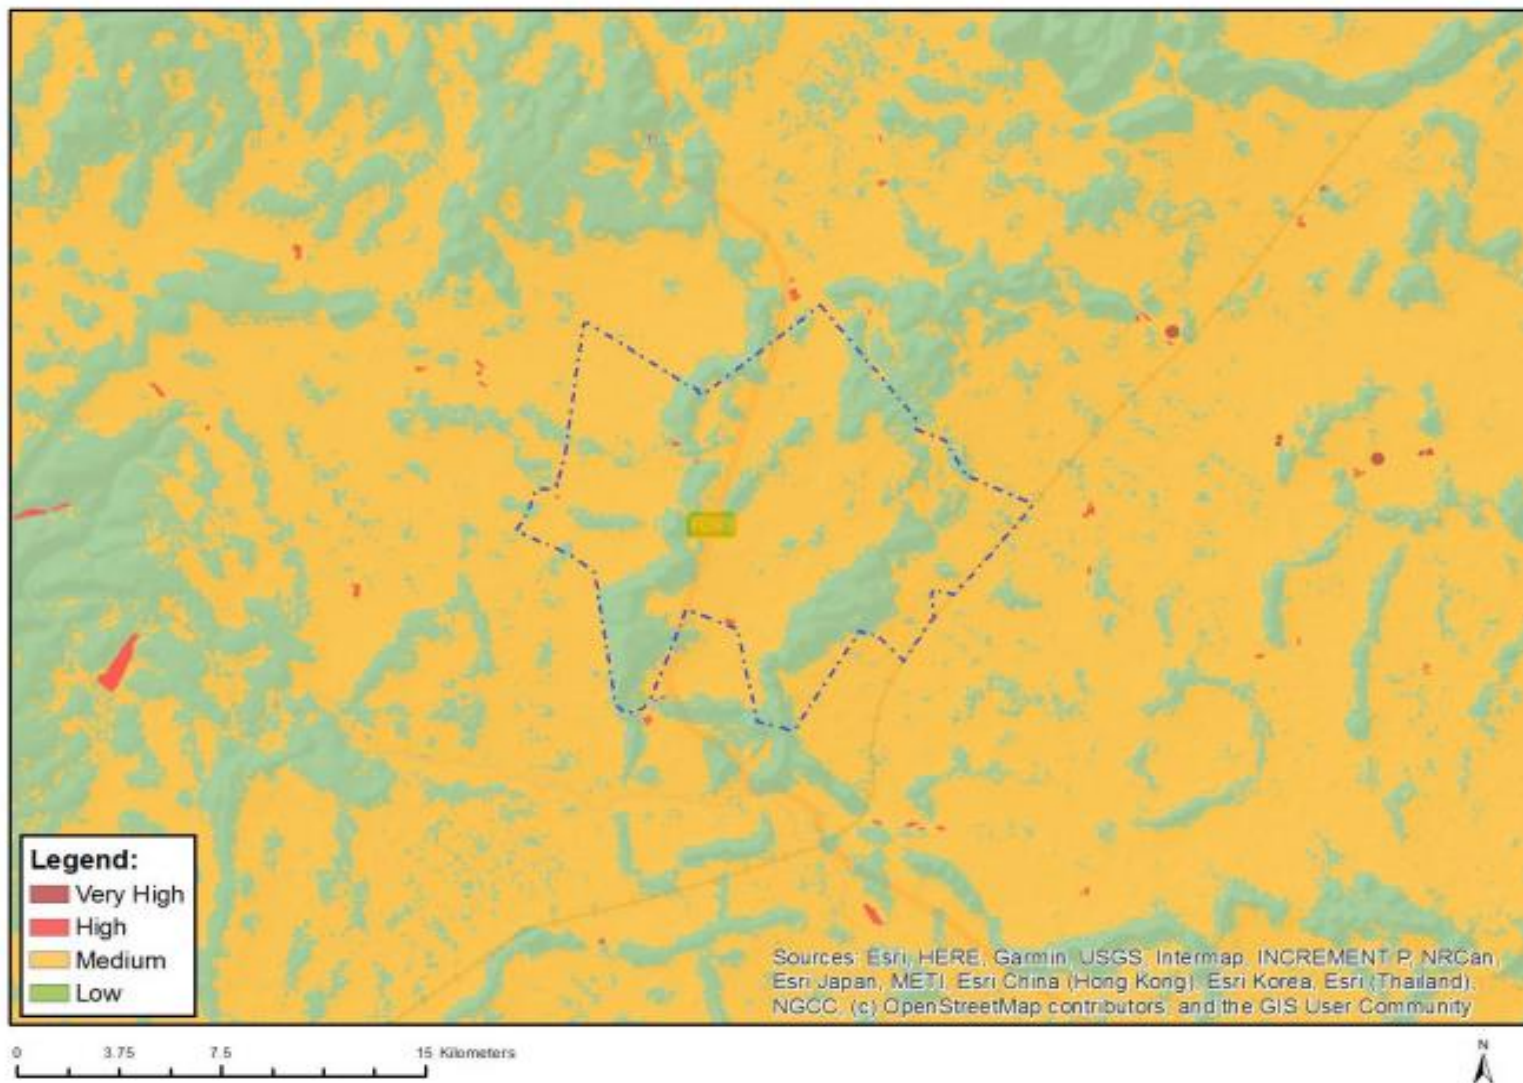 Legend:
Very High
High
Medium
Low
Sources: Esri, HERE, Garmin, USGS, Intermap, INCREMENT P, NRCan,
Esri Japan, METI, Esri China (Hong Kong), Esri Korea, Esri (Thailand),
NGCC, (c) OpenStreetMap contributors, and the GIS User Community
0 3.75 7.5 15 Kilometers
N